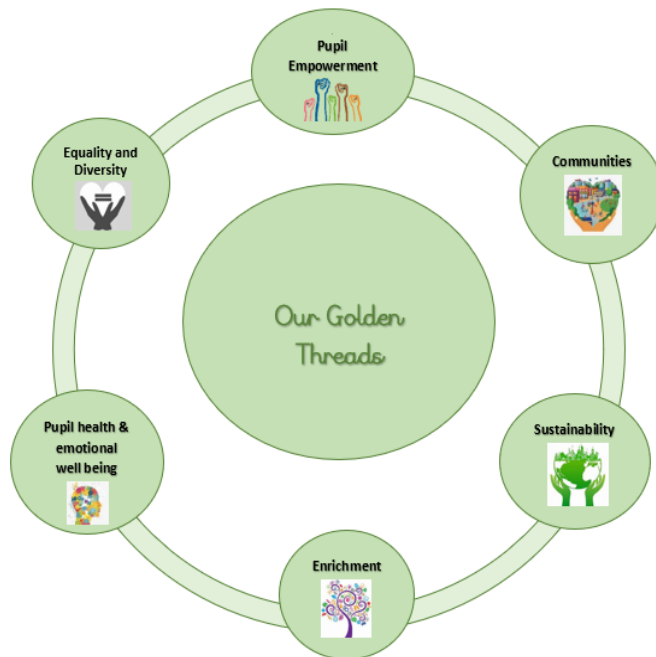 Pupil
Empowerment
Communities
Sustainability
Enrichment
Pupil health &
emotional
well being
Equality and
Diversity
Our Golden
Threads